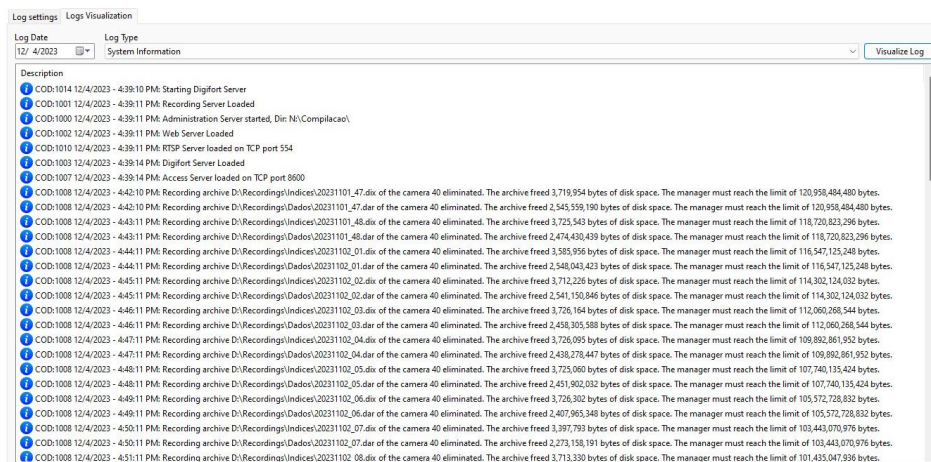 Log settings Logs Visualization
Log Date Log Type
12/ 4/2023 System Information Visualize Log
Description
COD:1014 12/4/2023 - 4:39:10 PM: Starting Digifort Server
COD:1001 12/4/2023 - 4:39:11 PM: Recording Server Loaded
COD:1000 12/4/2023 - 4:39:11 PM: Administration Server started, Dir: N:\Compilacao\
COD:1002 12/4/2023 - 4:39:11 PM: Web Server Loaded
COD:1010 12/4/2023 - 4:39:11 PM: RTSP Server loaded on TCP port 554
COD:1003 12/4/2023 - 4:39:14 PM: Digifort Server Loaded
COD:1007 12/4/2023 - 4:39:14 PM: Access Server loaded on TCP port 8600
COD:1008 12/4/2023 - 4:42:10 PM: Recording archive D:\Recordings\Indices\20231101_47.dix of the camera 40 eliminated. The archive freed 3,719,954 bytes of disk space. The manager must reach the limit of 120,958,484,480 bytes.
COD:1008 12/4/2023 - 4:42:10 PM: Recording archive D:\Recordings\Dados\20231101_47.dar of the camera 40 eliminated. The archive freed 2,545,559,190 bytes of disk space. The manager must reach the limit of 120,958,484,480 bytes.
COD:1008 12/4/2023 - 4:43:11 PM: Recording archive D:\Recordings\Indices\20231101_48.dix of the camera 40 eliminated. The archive freed 3,725,543 bytes of disk space. The manager must reach the limit of 118,720,823,296 bytes.
COD:1008 12/4/2023 - 4:43:11 PM: Recording archive D:\Recordings\Dados\20231101_48.dar of the camera 40 eliminated. The archive freed 2,474,430,439 bytes of disk space. The manager must reach the limit of 118,720,823,296 bytes.
COD:1008 12/4/2023 - 4:44:11 PM: Recording archive D:\Recordings\Indices\20231102_01.dix of the camera 40 eliminated. The archive freed 3,585,956 bytes of disk space. The manager must reach the limit of 116,547,125,248 bytes.
COD:1008 12/4/2023 - 4:44:11 PM: Recording archive D:\Recordings\Dados\20231102_01.dar of the camera 40 eliminated. The archive freed 2,548,043,423 bytes of disk space. The manager must reach the limit of 116,547,125,248 bytes.
COD:1008 12/4/2023 - 4:45:11 PM: Recording archive D:\Recordings\Indices\20231102_02.dix of the camera 40 eliminated. The archive freed 3,712,226 bytes of disk space. The manager must reach the limit of 114,302,124,032 bytes.
COD:1008 12/4/2023 - 4:45:11 PM: Recording archive D:\Recordings\Dados\20231102_02.dar of the camera 40 eliminated. The archive freed 2,541,150,846 bytes of disk space. The manager must reach the limit of 114,302,124,032 bytes.
COD:1008 12/4/2023 - 4:46:11 PM: Recording archive D:\Recordings\Indices\20231102_03.dix of the camera 40 eliminated. The archive freed 3,726,164 bytes of disk space. The manager must reach the limit of 112,060,268,544 bytes.
COD:1008 12/4/2023 - 4:46:11 PM: Recording archive D:\Recordings\Dados\20231102_03.dar of the camera 40 eliminated. The archive freed 2,458,305,588 bytes of disk space. The manager must reach the limit of 112,060,268,544 bytes.
COD:1008 12/4/2023 - 4:47:11 PM: Recording archive D:\Recordings\Indices\20231102_04.dix of the camera 40 eliminated. The archive freed 3,726,095 bytes of disk space. The manager must reach the limit of 109,892,861,952 bytes.
COD:1008 12/4/2023 - 4:47:11 PM: Recording archive D:\Recordings\Dados\20231102_04.dar of the camera 40 eliminated. The archive freed 2,438,278,447 bytes of disk space. The manager must reach the limit of 109,892,861,952 bytes.
COD:1008 12/4/2023 - 4:48:11 PM: Recording archive D:\Recordings\Indices\20231102_05.dix of the camera 40 eliminated. The archive freed 3,725,060 bytes of disk space. The manager must reach the limit of 107,740,135,424 bytes.
COD:1008 12/4/2023 - 4:48:11 PM: Recording archive D:\Recordings\Dados\20231102_05.dar of the camera 40 eliminated. The archive freed 2,451,902,032 bytes of disk space. The manager must reach the limit of 107,740,135,424 bytes.
COD:1008 12/4/2023 - 4:49:11 PM: Recording archive D:\Recordings\Indices\20231102_06.dix of the camera 40 eliminated. The archive freed 3,726,302 bytes of disk space. The manager must reach the limit of 105,572,728,832 bytes.
COD:1008 12/4/2023 - 4:49:11 PM: Recording archive D:\Recordings\Dados\20231102_06.dar of the camera 40 eliminated. The archive freed 2,407,965,348 bytes of disk space. The manager must reach the limit of 105,572,728,832 bytes.
COD:1008 12/4/2023 - 4:50:11 PM: Recording archive D:\Recordings\Indices\20231102_07.dix of the camera 40 eliminated. The archive freed 3,397,793 bytes of disk space. The manager must reach the limit of 103,443,070,976 bytes.
COD:1008 12/4/2023 - 4:50:11 PM: Recording archive D:\Recordings\Dados\20231102_07.dar of the camera 40 eliminated. The archive freed 2,273,158,191 bytes of disk space. The manager must reach the limit of 103,443,070,976 bytes.
COD:1008 12/4/2023 - 4:51:11 PM: Recording archive D:\Recordings\Indices\20231102_08.dix of the camera 40 eliminated. The archive freed 3,713,330 bytes of disk space. The manager must reach the limit of 101,435,047,936 bytes.